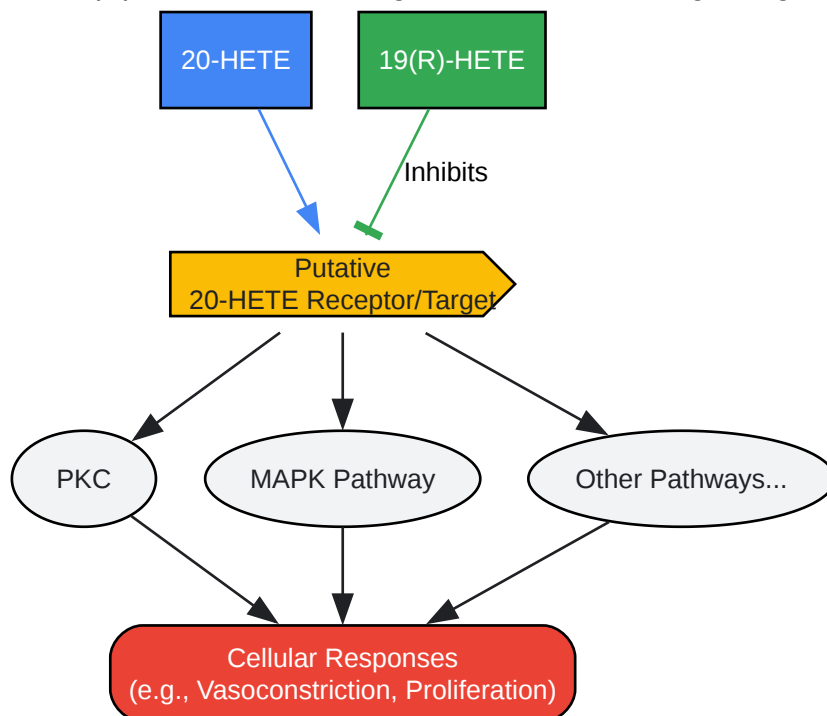 20-HETE
19(R)-HETE
Inhibits
Putative
20-HETE Receptor/Target
PKC
MAPK Pathway
Other Pathways...
Cellular Responses
(e.g., Vasoconstriction, Proliferation)